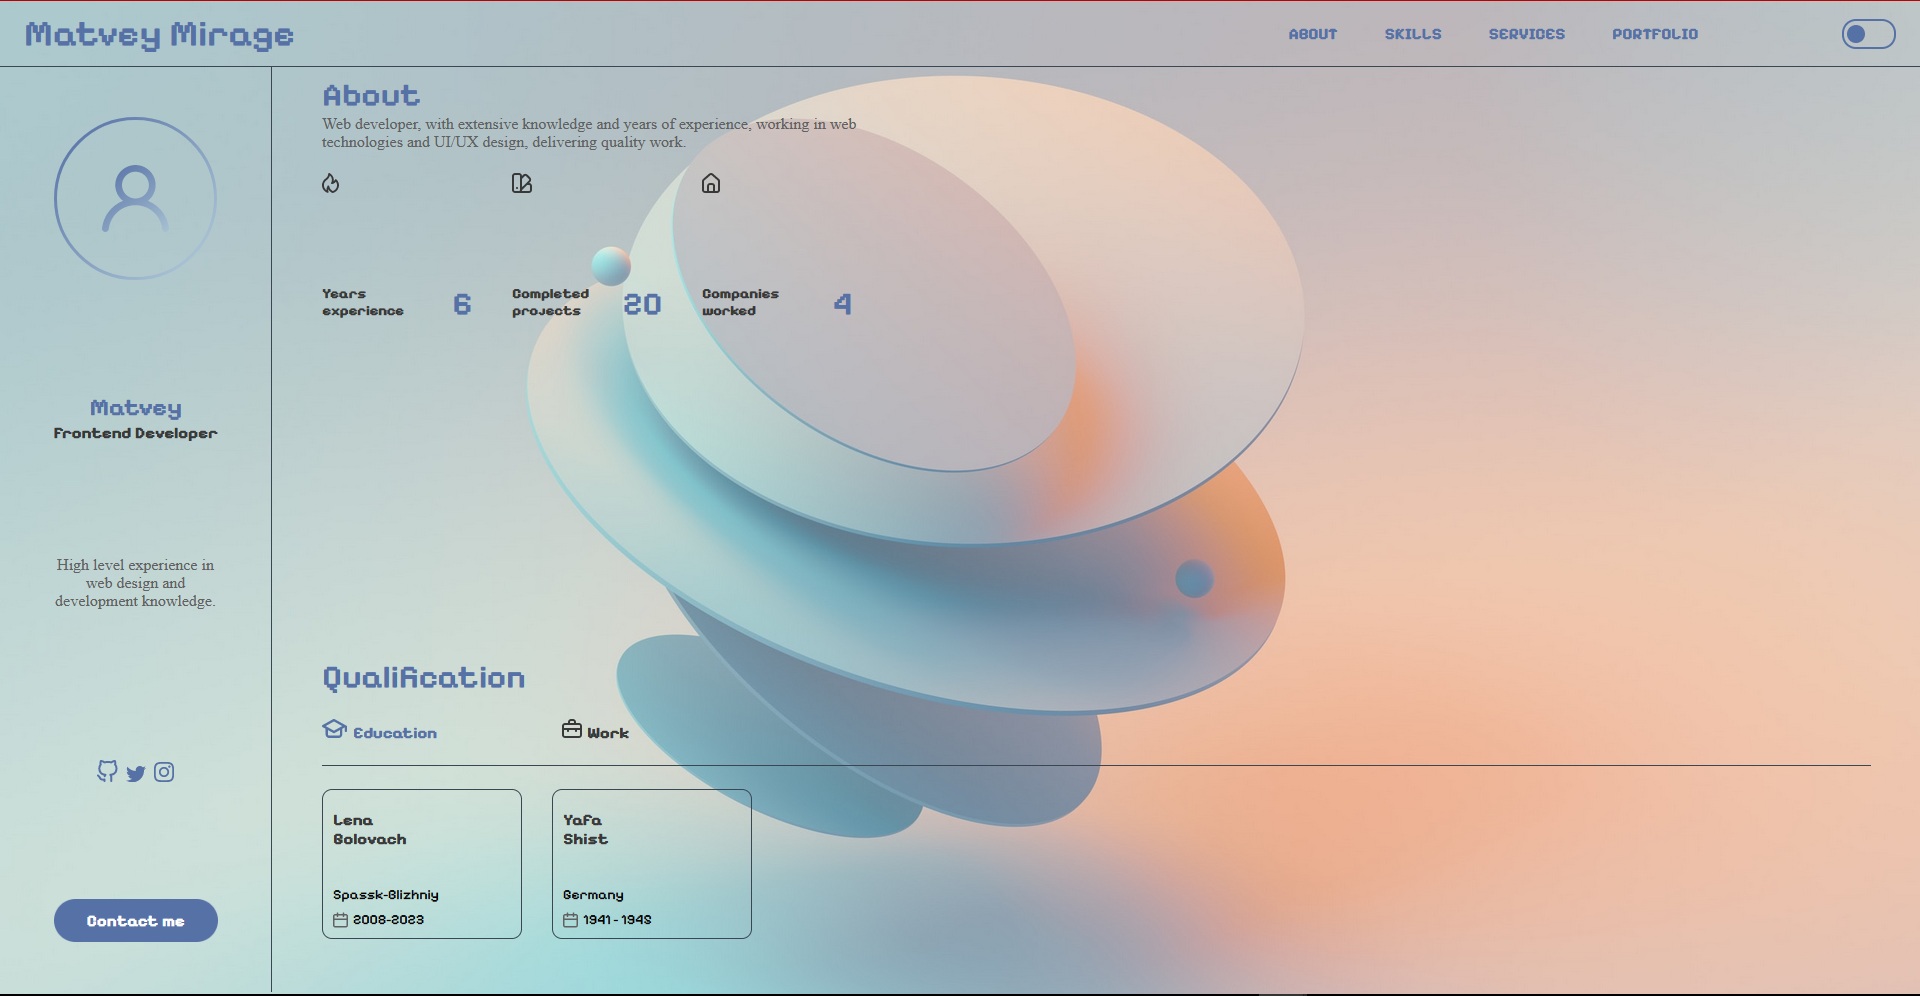 Matvey Mirage
ABOUT
SKILLS
SERVICES
PORTFOLIO
Matvey
Frontend Developer
High level experience in
web design and
development knowledge.
Contact me
About
Web developer, with extensive knowledge and years of experience, working in web
technologies and UI/UX design, delivering quality work.
Years
experience
6
Completed
projects
20
Companies
worked
4
Qualification
Education
Work
Lena
Golovach
Spassk-Blizhniy
2008-2023
Yafa
Shist
Germany
1941 - 1945